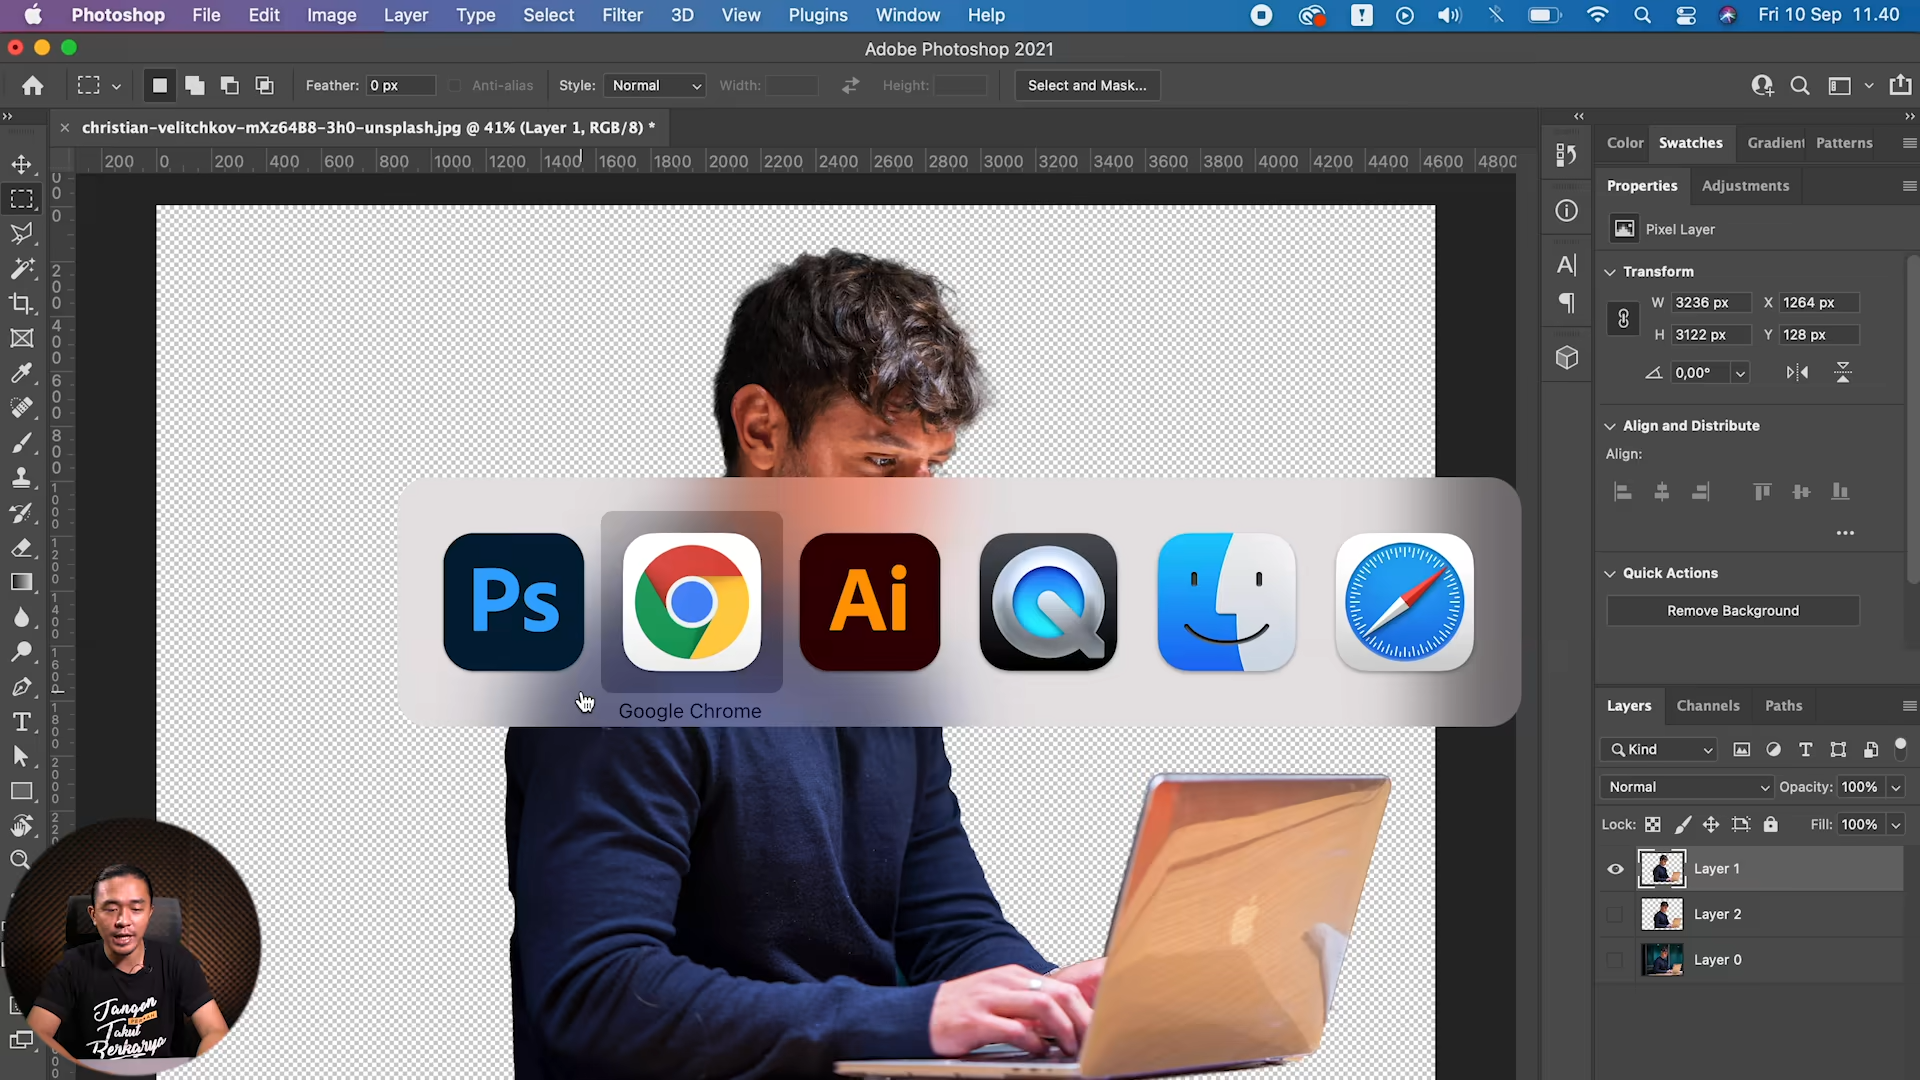 Photoshop File Edit Image Layer Type Select Filter 3D View Plugins Window Help Fri 10 Sep 11.40
Adobe Photoshop 2021
Feather: 0 px Anti-alias Style: Normal Width: Height: Select and Mask...
christian-velitchkov-mXz64B8-3h0-unsplash.jpg @ 41% (Layer 1, RGB/8) *
200 0 200 400 600 800 1000 1200 1400 1600 1800 2000 2200 2400 2600 2800 3000 3200 3400 3600 3800 4000 4200 4400 4600 4800
Color Swatches Gradient Patterns
Properties Adjustments
Pixel Layer
Transform
W 3236 px X 1264 px
H 3122 px Y 128 px
0,00°
Align and Distribute
Align:
Quick Actions
Remove Background
Ps Ai
Google Chrome
Layers Channels Paths
Kind
Normal Opacity: 100%
Lock: Fill: 100%
Layer 1
Layer 2
Layer 0
Jangan
Takut
Berkarya